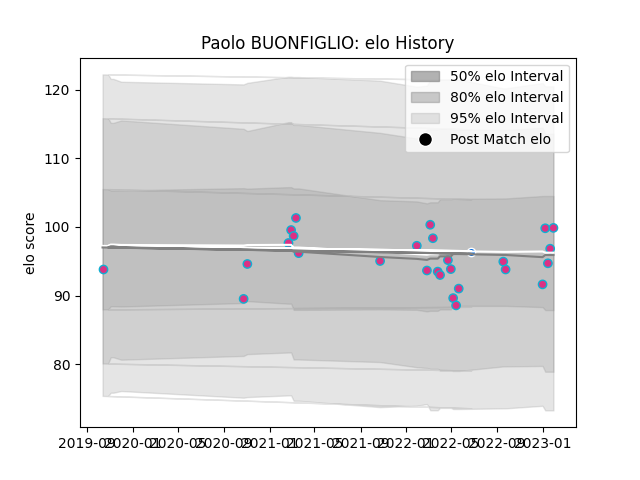 Paolo BUONFIGLIO: elo History
50% elo Interval
80% elo Interval
95% elo Interval
Post Match elo
elo score
120
110
100
90
80
2019-09 2020-01 2020-05 2020-09 2021-01 2021-05 2021-09 2022-01 2022-05 2022-09 2023-01